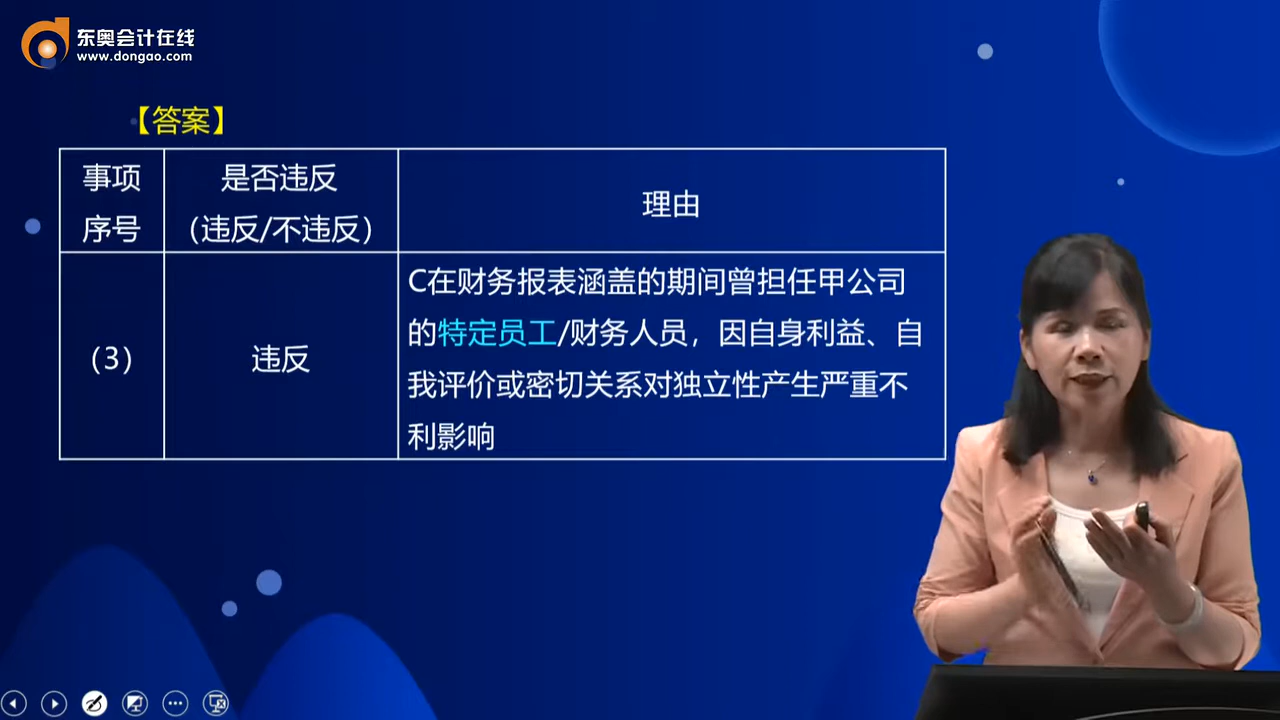 东奥会计在线
www.dongao.com
【答案】
事项
序号
是否违反
（违反/不违反）
理由
（3）
违反
C在财务报表涵盖的期间曾担任甲公司
的特定员工/财务人员，因自身利益、自
我评价或密切关系对独立性产生严重不
利影响